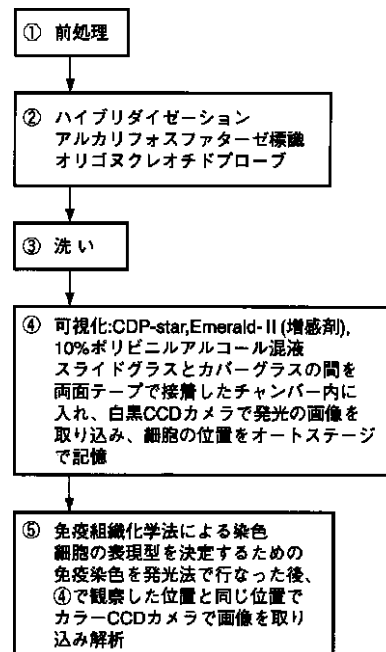 ① 前処理
② ハイブリダイゼーション
アルカリフォスファターゼ標識
オリゴヌクレオチドプローブ
③ 洗い
④ 可視化:CDP-star,Emerald-Ⅱ(増感剤),
10%ポリビニルアルコール混液
スライドグラスとカバーグラスの間を
両面テープで接着したチャンバー内に
入れ、白黒CCDカメラで発光の画像を
取り込み、細胞の位置をオートステージ
で記憶
⑤ 免疫組織化学法による染色
細胞の表現型を決定するための
免疫染色を発光法で行なった後、
④で観察した位置と同じ位置で
カラーCCDカメラで画像を取り
込み解析